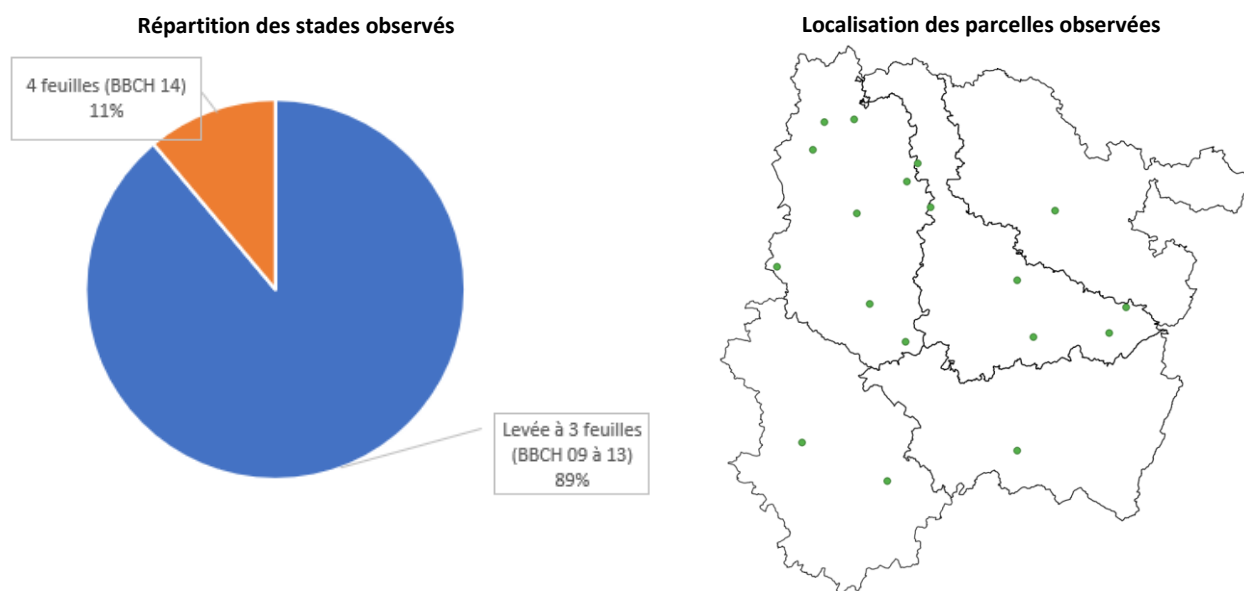 Répartition des stades observés
4 feuilles (BBCH 14)
11%
Levée à 3 feuilles
(BBCH 09 à 13)
89%
Localisation des parcelles observées